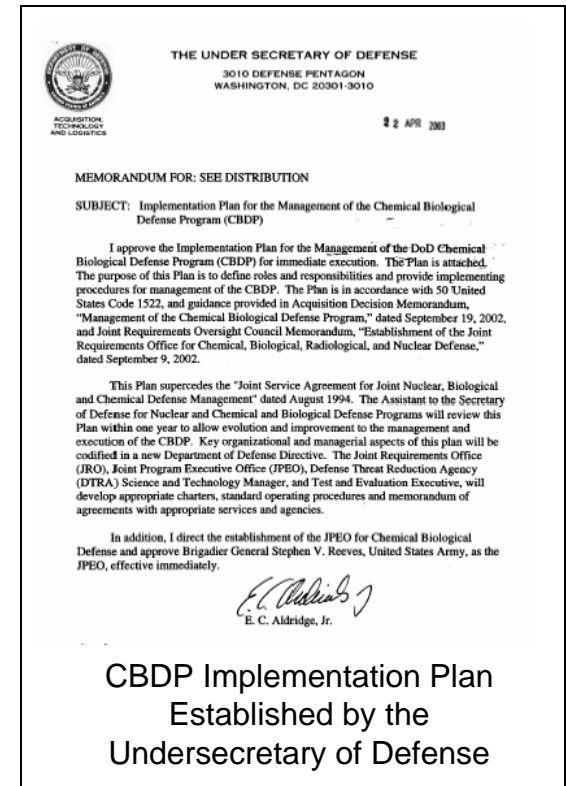 THE UNDER SECRETARY OF DEFENSE
3010 DEFENSE PENTAGON
WASHINGTON, DC 20301-3010
ACQUISITION,
TECHNOLOGY
AND LOGISTICS
2 2 APR 2003
MEMORANDUM FOR: SEE DISTRIBUTION
SUBJECT: Implementation Plan for the Management of the Chemical Biological
Defense Program (CBDP)
I approve the Implementation Plan for the Management of the DoD Chemical
Biological Defense Program (CBDP) for immediate execution. The Plan is attached.
The purpose of this Plan is to define roles and responsibilities and provide implementing
procedures for management of the CBDP. The Plan is in accordance with 50 United
States Code 1522, and guidance provided in Acquisition Decision Memorandum,
"Management of the Chemical Biological Defense Program," dated September 19, 2002,
and Joint Requirements Oversight Council Memorandum, "Establishment of the Joint
Requirements Office for Chemical, Biological, Radiological, and Nuclear Defense,"
dated September 9, 2002.
This Plan supercedes the "Joint Service Agreement for Joint Nuclear, Biological
and Chemical Defense Management" dated August 1994. The Assistant to the Secretary
of Defense for Nuclear and Chemical and Biological Defense Programs will review this
Plan within one year to allow evolution and improvement to the management and
execution of the CBDP. Key organizational and managerial aspects of this plan will be
codified in a new Department of Defense Directive. The Joint Requirements Office
(JRO), Joint Program Executive Office (JPEO), Defense Threat Reduction Agency
(DTRA) Science and Technology Manager, and Test and Evaluation Executive, will
develop appropriate charters, standard operating procedures and memorandum of
agreements with appropriate services and agencies.
In addition, I direct the establishment of the JPEO for Chemical Biological
Defense and approve Brigadier General Stephen V. Reeves, United States Army, as the
JPEO, effective immediately.
E. C. Aldridge, Jr.
CBDP Implementation Plan
Established by the
Undersecretary of Defense